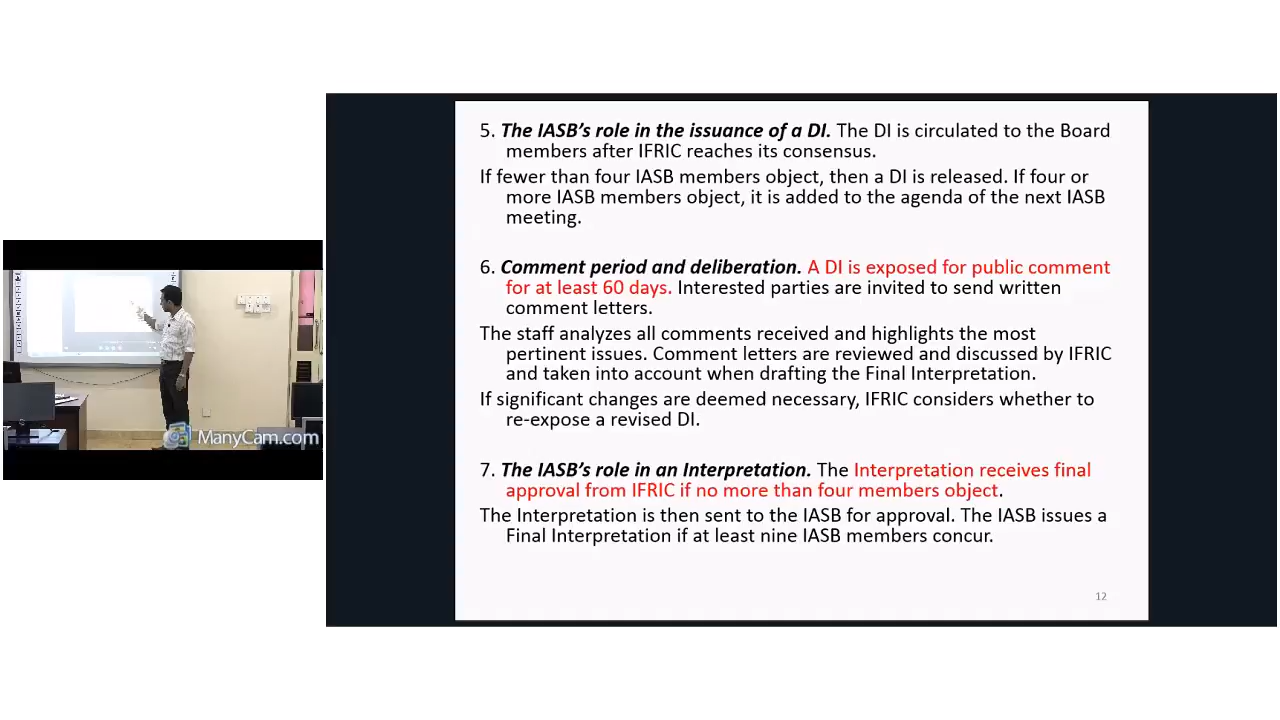 5. The IASB's role in the issuance of a DI. The DI is circulated to the Board
members after IFRIC reaches its consensus.
If fewer than four IASB members object, then a DI is released. If four or
more IASB members object, it is added to the agenda of the next IASB
meeting.
6. Comment period and deliberation. A DI is exposed for public comment
for at least 60 days. Interested parties are invited to send written
comment letters.
The staff analyzes all comments received and highlights the most
pertinent issues. Comment letters are reviewed and discussed by IFRIC
and taken into account when drafting the Final Interpretation.
If significant changes are deemed necessary, IFRIC considers whether to
re-expose a revised DI.
7. The IASB's role in an Interpretation. The Interpretation receives final
approval from IFRIC if no more than four members object.
The Interpretation is then sent to the IASB for approval. The IASB issues a
Final Interpretation if at least nine IASB members concur.
12
ManyCam.com